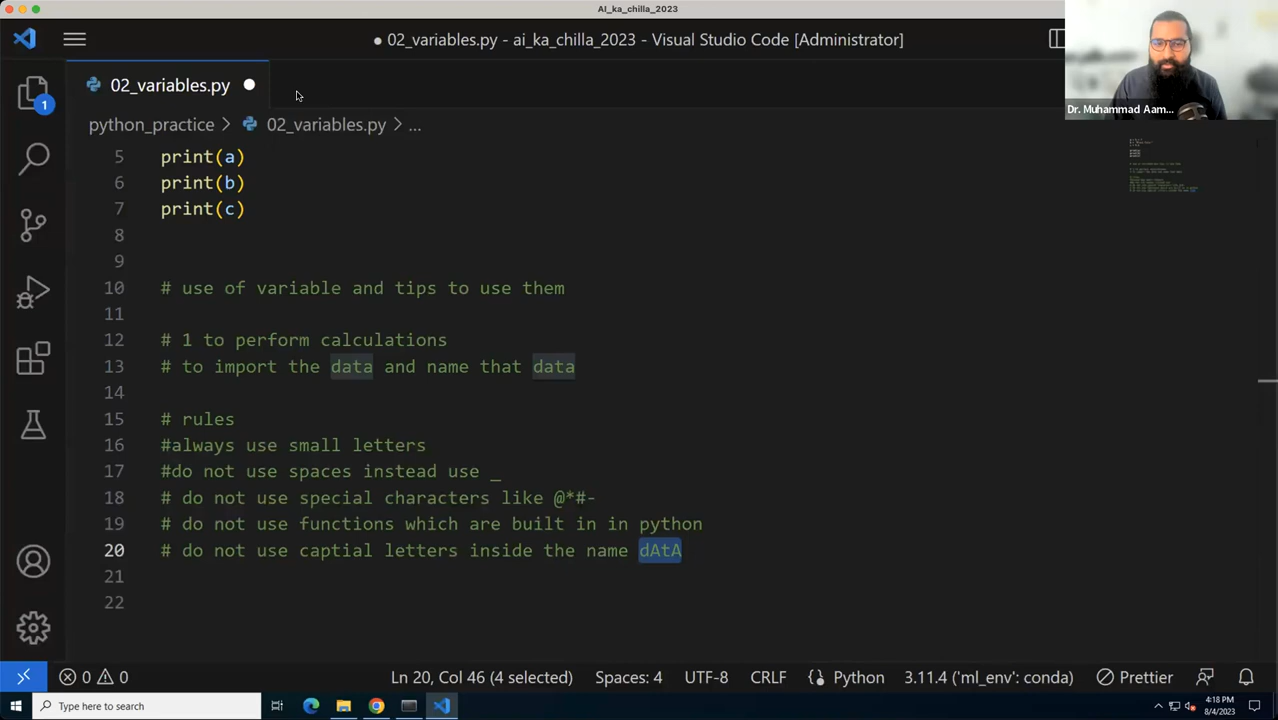 AI_ka_chilla_2023
● 02_variables.py - ai_ka_chilla_2023 - Visual Studio Code [Administrator]
Dr. Muhammad Aam...
1
02_variables.py
python_practice > 02_variables.py > ...
5 print(a)
6 print(b)
7 print(c)
8
9
10 # use of variable and tips to use them
11
12 # 1 to perform calculations
13 # to import the data and name that data
14
15 # rules
16 #always use small letters
17 #do not use spaces instead use _
18 # do not use special characters like @*#-
19 # do not use functions which are built in in python
20 # do not use captial letters inside the name dAtA
21
22
0 0 Ln 20, Col 46 (4 selected) Spaces: 4 UTF-8 CRLF Python 3.11.4 ('ml_env': conda) Prettier
Type here to search
4:18 PM
8/4/2023